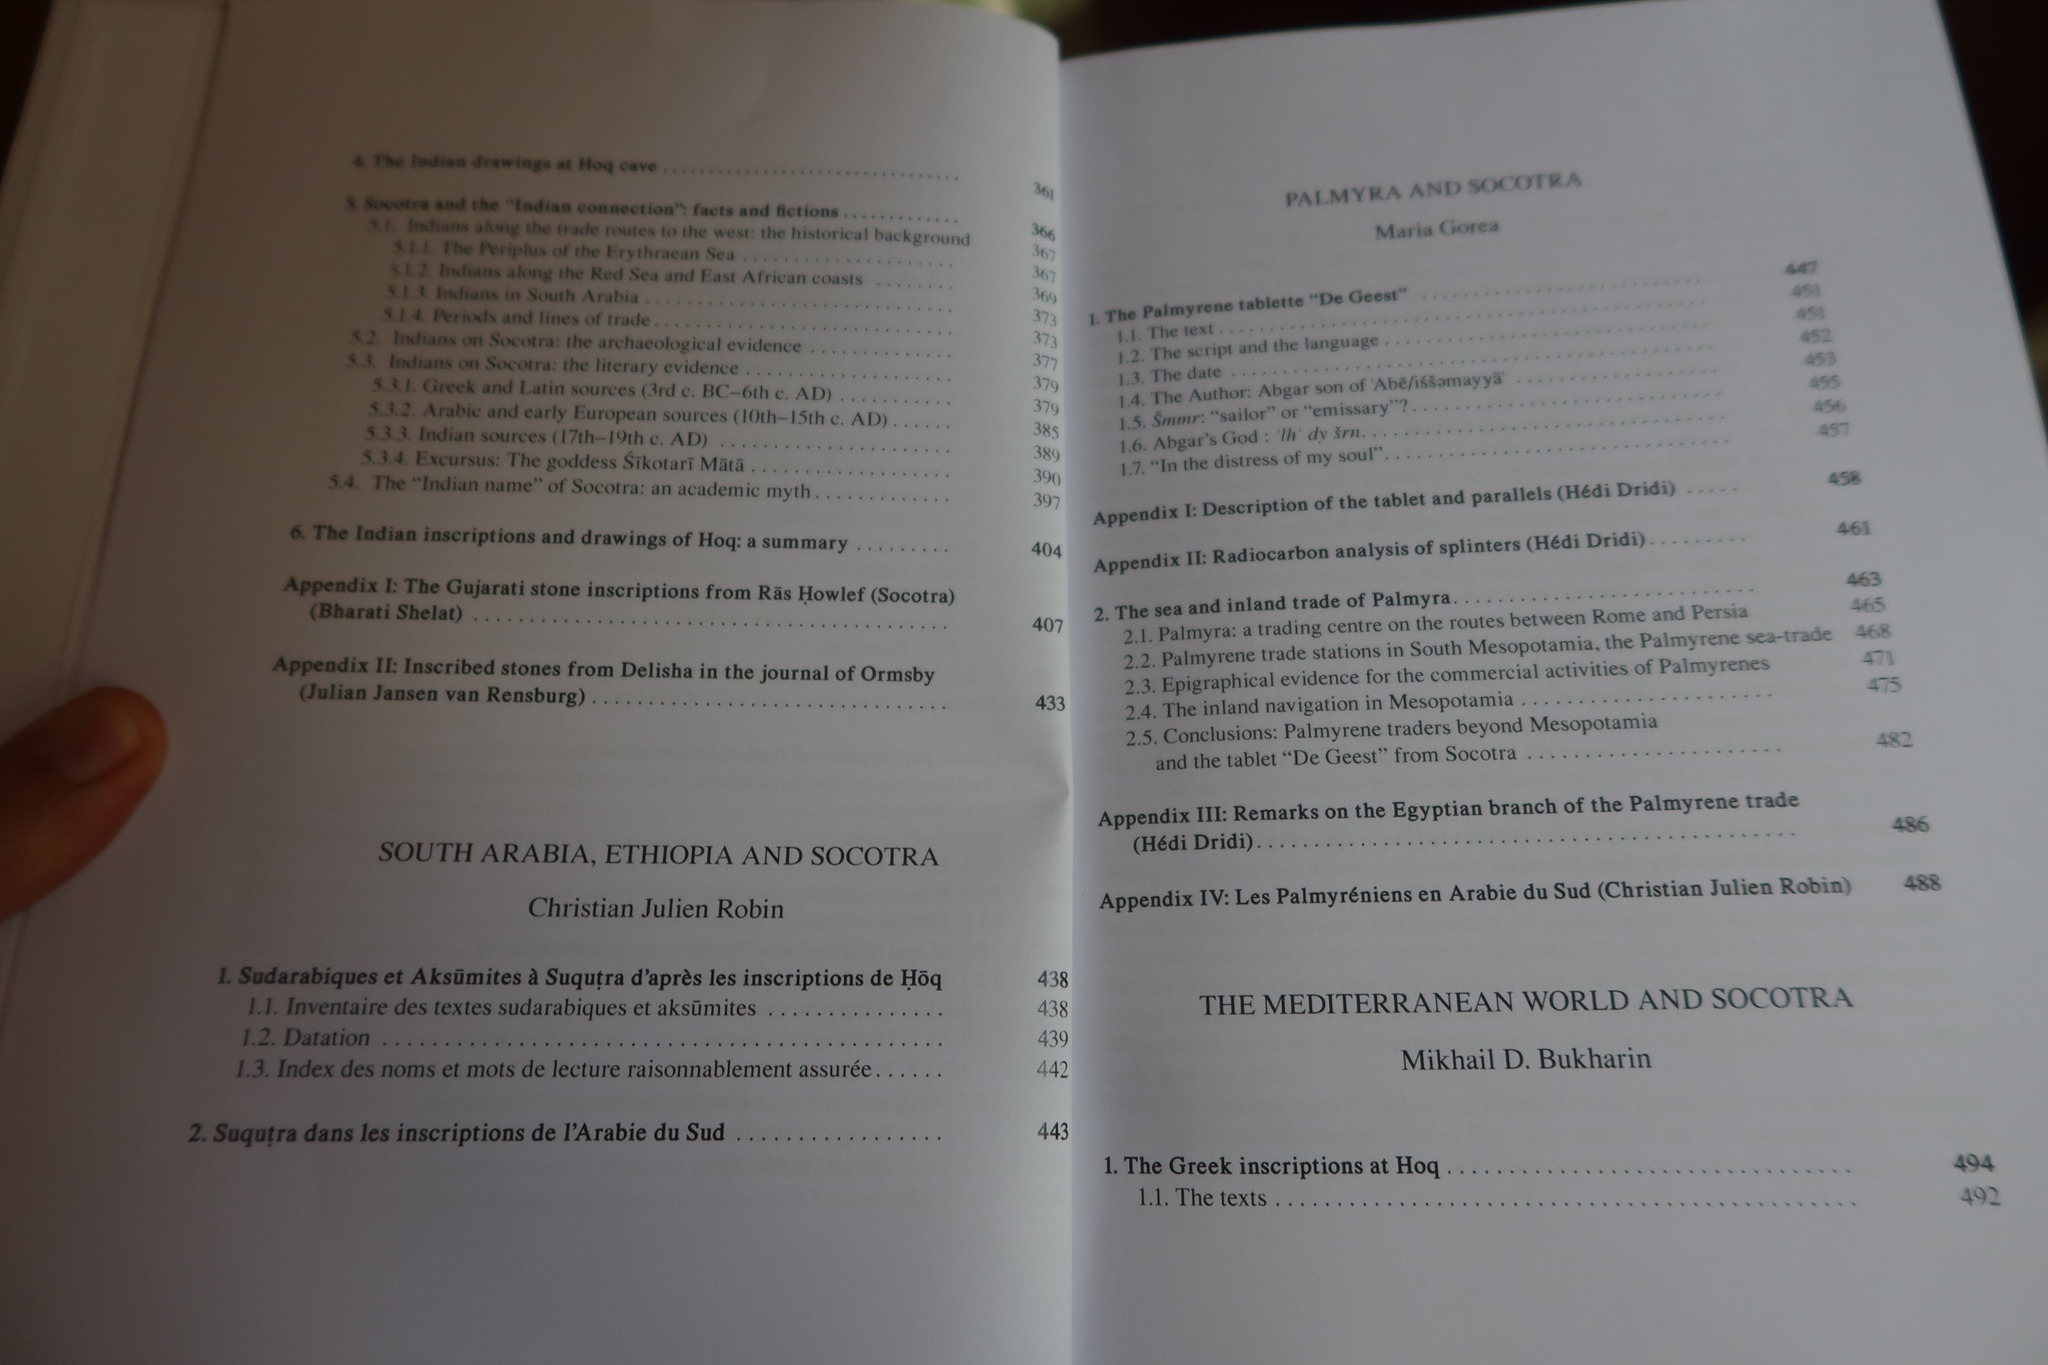 4. The Indian drawings at Hoq cave . . . . . . . . . . . . . . . . . . . . . . . . . . . . . . . . 361
5. Socotra and the “Indian connection”: facts and fictions . . . . . . . . . . . . . 366
5.1. Indians along the trade routes to the west: the historical background 367
5.1.1. The Periplus of the Erythraean Sea . . . . . . . . . . . . . . . . . . . . . 367
5.1.2. Indians along the Red Sea and East African coasts . . . . . . . . 369
5.1.3. Indians in South Arabia . . . . . . . . . . . . . . . . . . . . . . . . . . . . . 373
5.1.4. Periods and lines of trade . . . . . . . . . . . . . . . . . . . . . . . . . . . . 373
5.2. Indians on Socotra: the archaeological evidence . . . . . . . . . . . . . 377
5.3. Indians on Socotra: the literary evidence . . . . . . . . . . . . . . . . . . . 379
5.3.1. Greek and Latin sources (3rd c. BC–6th c. AD) . . . . . . . . . . 379
5.3.2. Arabic and early European sources (10th–15th c. AD) . . . . . . 385
5.3.3. Indian sources (17th–19th c. AD) . . . . . . . . . . . . . . . . . . . . . 389
5.3.4. Excursus: The goddess Śīkotarī Mātā . . . . . . . . . . . . . . . . . . 390
5.4. The “Indian name” of Socotra: an academic myth . . . . . . . . . . . . . 397
6. The Indian inscriptions and drawings of Hoq: a summary . . . . . . . . . 404
Appendix I: The Gujarati stone inscriptions from Rās Ḥowlef (Socotra)
(Bharati Shelat) . . . . . . . . . . . . . . . . . . . . . . . . . . . . . . . . . . . . . . . . . 407
Appendix II: Inscribed stones from Delisha in the journal of Ormsby
(Julian Jansen van Rensburg) . . . . . . . . . . . . . . . . . . . . . . . . . . . . . . . 433
SOUTH ARABIA, ETHIOPIA AND SOCOTRA
Christian Julien Robin
1. Sudarabiques et Aksūmites à Suquṭra d’après les inscriptions de Ḥōq 438
1.1. Inventaire des textes sudarabiques et aksūmites . . . . . . . . . . . . . . . 438
1.2. Datation . . . . . . . . . . . . . . . . . . . . . . . . . . . . . . . . . . . . . . . . . . . . . 439
1.3. Index des noms et mots de lecture raisonnablement assurée . . . . . . 442
2. Suquṭra dans les inscriptions de l’Arabie du Sud . . . . . . . . . . . . . . . . . 443
PALMYRA AND SOCOTRA
Maria Gorea
1. The Palmyrene tablette “De Geest” . . . . . . . . . . . . . . . . . . . . . . . . . 447
1.1. The text . . . . . . . . . . . . . . . . . . . . . . . . . . . . . . . . . . . . . . . . . . . 451
1.2. The script and the language . . . . . . . . . . . . . . . . . . . . . . . . . . . . 451
1.3. The date . . . . . . . . . . . . . . . . . . . . . . . . . . . . . . . . . . . . . . . . . . 452
1.4. The Author: Abgar son of ʾAbē/iššəmayyāʾ . . . . . . . . . . . . . . . . . 453
1.5. Šmmr: “sailor” or “emissary”? . . . . . . . . . . . . . . . . . . . . . . . . . . . 455
1.6. Abgar’s God : ʾlhʾ dy šrn . . . . . . . . . . . . . . . . . . . . . . . . . . . . . . 456
1.7. “In the distress of my soul” . . . . . . . . . . . . . . . . . . . . . . . . . . . . . 457
Appendix I: Description of the tablet and parallels (Hédi Dridi) . . . . . 458
Appendix II: Radiocarbon analysis of splinters (Hédi Dridi) . . . . . . . . . 461
2. The sea and inland trade of Palmyra . . . . . . . . . . . . . . . . . . . . . . . . . . . 463
2.1. Palmyra: a trading centre on the routes between Rome and Persia 465
2.2. Palmyrene trade stations in South Mesopotamia, the Palmyrene sea-trade 468
2.3. Epigraphical evidence for the commercial activities of Palmyrenes 471
2.4. The inland navigation in Mesopotamia . . . . . . . . . . . . . . . . . . . . . . 475
2.5. Conclusions: Palmyrene traders beyond Mesopotamia
and the tablet “De Geest” from Socotra . . . . . . . . . . . . . . . . . . . . . . 482
Appendix III: Remarks on the Egyptian branch of the Palmyrene trade
(Hédi Dridi) . . . . . . . . . . . . . . . . . . . . . . . . . . . . . . . . . . . . . . . . . . . . . 486
Appendix IV: Les Palmyréniens en Arabie du Sud (Christian Julien Robin) 488
THE MEDITERRANEAN WORLD AND SOCOTRA
Mikhail D. Bukharin
1. The Greek inscriptions at Hoq . . . . . . . . . . . . . . . . . . . . . . . . . . . . . . . . 494
1.1. The texts . . . . . . . . . . . . . . . . . . . . . . . . . . . . . . . . . . . . . . . . . . . . . 492